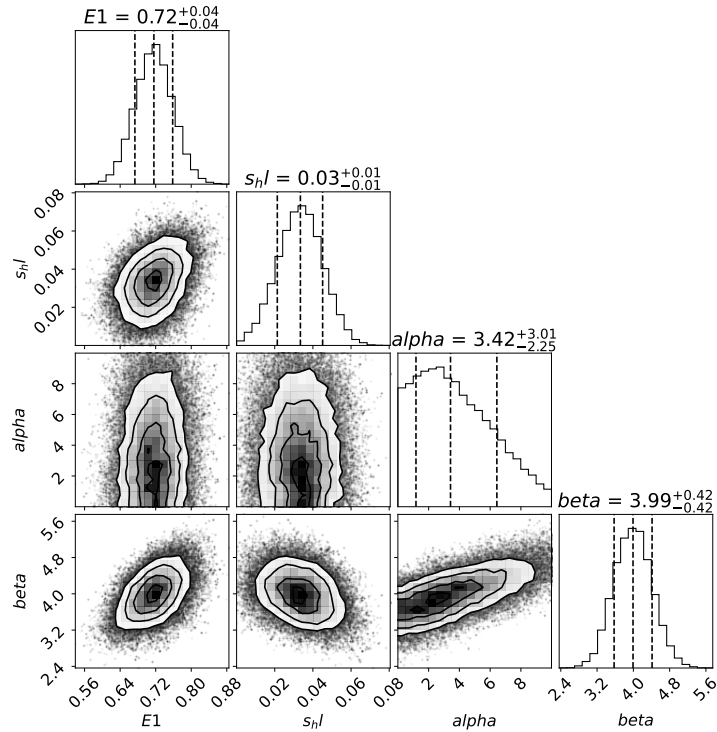 E1 = 0.72+0.04−0.04
s_hl = 0.03+0.01−0.01
0.08
0.06
0.04
0.02
s_hl
alpha = 3.42+3.01−2.25
8
6
4
2
alpha
beta = 3.99+0.42−0.42
5.6
4.8
4.0
3.2
2.4
beta
0.56 0.64 0.72 0.80 0.88
0.02 0.04 0.06 0.08
2 4 6 8
2.4 3.2 4.0 4.8 5.6
E1 s_hl alpha beta